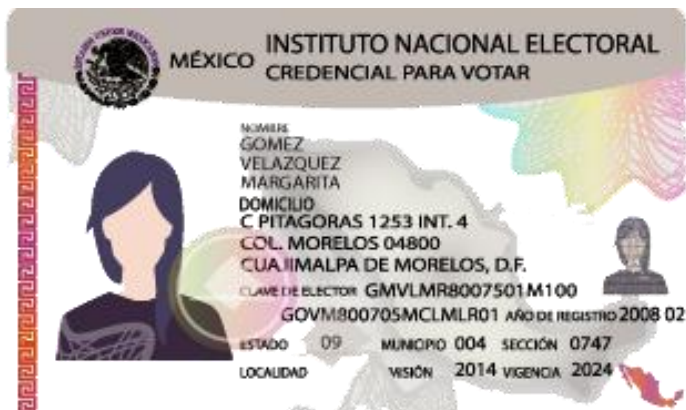 MÉXICO INSTITUTO NACIONAL ELECTORAL
CREDENCIAL PARA VOTAR
NOMBRE
GOMEZ
VELAZQUEZ
MARGARITA
DOMICILIO
C PITAGORAS 1253 INT. 4
COL. MORELOS 04800
CUAJIMALPA DE MORELOS, D.F.
CLAVE DE ELECTOR GMVLMR8007501M100
GOVM800705MCLMLR01 AÑO DE REGISTRO 2008 02
ESTADO 09 MUNICIPIO 004 SECCIÓN 0747
LOCALIDAD VISIÓN 2014 VIGENCIA 2024